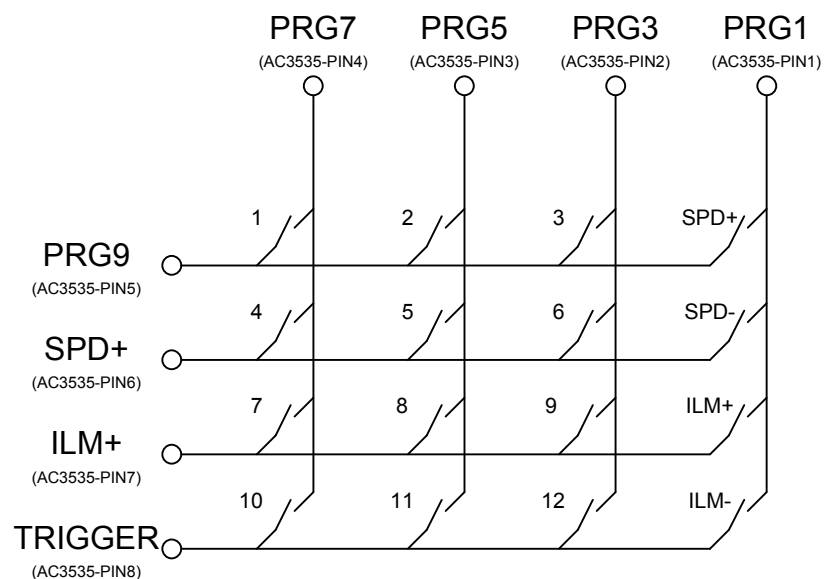 PRG7 PRG5 PRG3 PRG1
(AC3535-PIN4) (AC3535-PIN3) (AC3535-PIN2) (AC3535-PIN1)
1 2 3 SPD+
PRG9
(AC3535-PIN5)
4 5 6 SPD-
SPD+
(AC3535-PIN6)
7 8 9 ILM+
ILM+
(AC3535-PIN7)
10 11 12 ILM-
TRIGGER
(AC3535-PIN8)